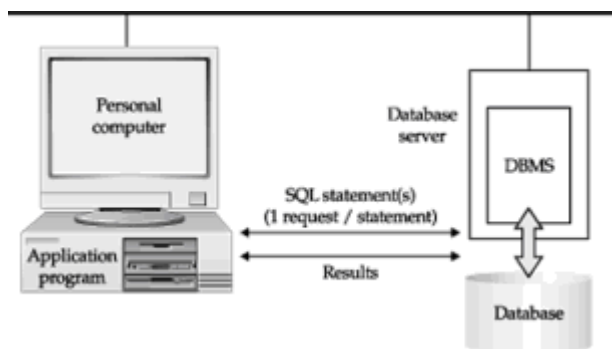 Personal
computer
Database
server
DBMS
SQL statement(s)
(1 request / statement)
Application
program
Results
Database